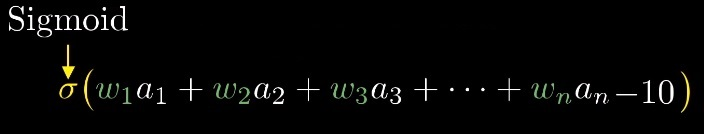 Sigmoid
σ(w₁a₁ + w₂a₂ + w₃a₃ + ⋯ + wₙaₙ−10)